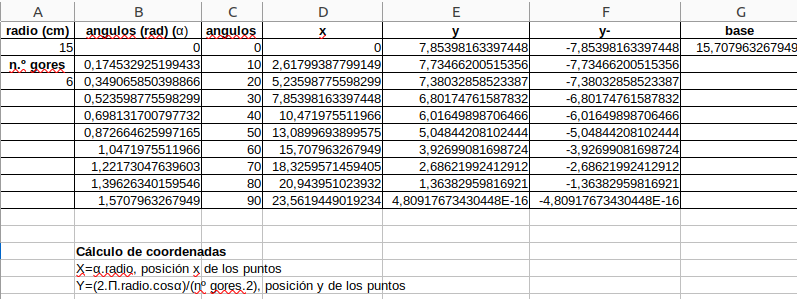 A B C D E F G
radio (cm) angulos (rad) (α) angulos x y y- base
15 0 0 0 7,85398163397448 -7,85398163397448 15,707963267949
n.º gores 0,174532925199433 10 2,61799387799149 7,73466200515356 -7,73466200515356
6 0,349065850398866 20 5,23598775598299 7,38032858523387 -7,38032858523387
0,523598775598299 30 7,85398163397448 6,80174761587832 -6,80174761587832
0,698131700797732 40 10,471975511966 6,01649898706466 -6,01649898706466
0,872664625997165 50 13,0899693899575 5,04844208102444 -5,04844208102444
1,0471975511966 60 15,707963267949 3,92699081698724 -3,92699081698724
1,22173047639603 70 18,3259571459405 2,68621992412912 -2,68621992412912
1,39626340159546 80 20,943951023932 1,36382959816921 -1,36382959816921
1,5707963267949 90 23,5619449019234 4,80917673430448E-16 -4,80917673430448E-16
Cálculo de coordenadas
X=α.radio, posición x de los puntos
Y=(2.Π.radio.cosα)/(nº gores.2), posición y de los puntos